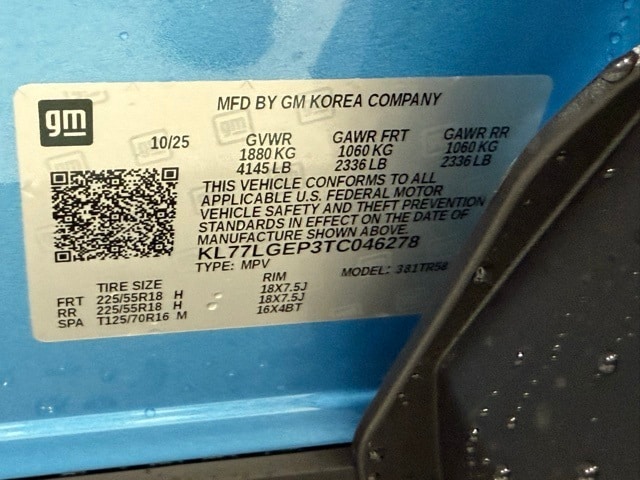 gm
MFD BY GM KOREA COMPANY
10/25 GVWR GAWR FRT GAWR RR
1880 KG 1060 KG 1060 KG
4145 LB 2336 LB 2336 LB
THIS VEHICLE CONFORMS TO ALL
APPLICABLE U.S. FEDERAL MOTOR
VEHICLE SAFETY AND THEFT PREVENTION
STANDARDS IN EFFECT ON THE DATE OF
MANUFACTURE SHOWN ABOVE.
KL77LGEP3TC046278
TYPE: MPV MODEL: 381TR58
TIRE SIZE RIM
FRT 225/55R18 H 18X7.5J
RR 225/55R18 H 18X7.5J
SPA T125/70R16 M 16X4BT